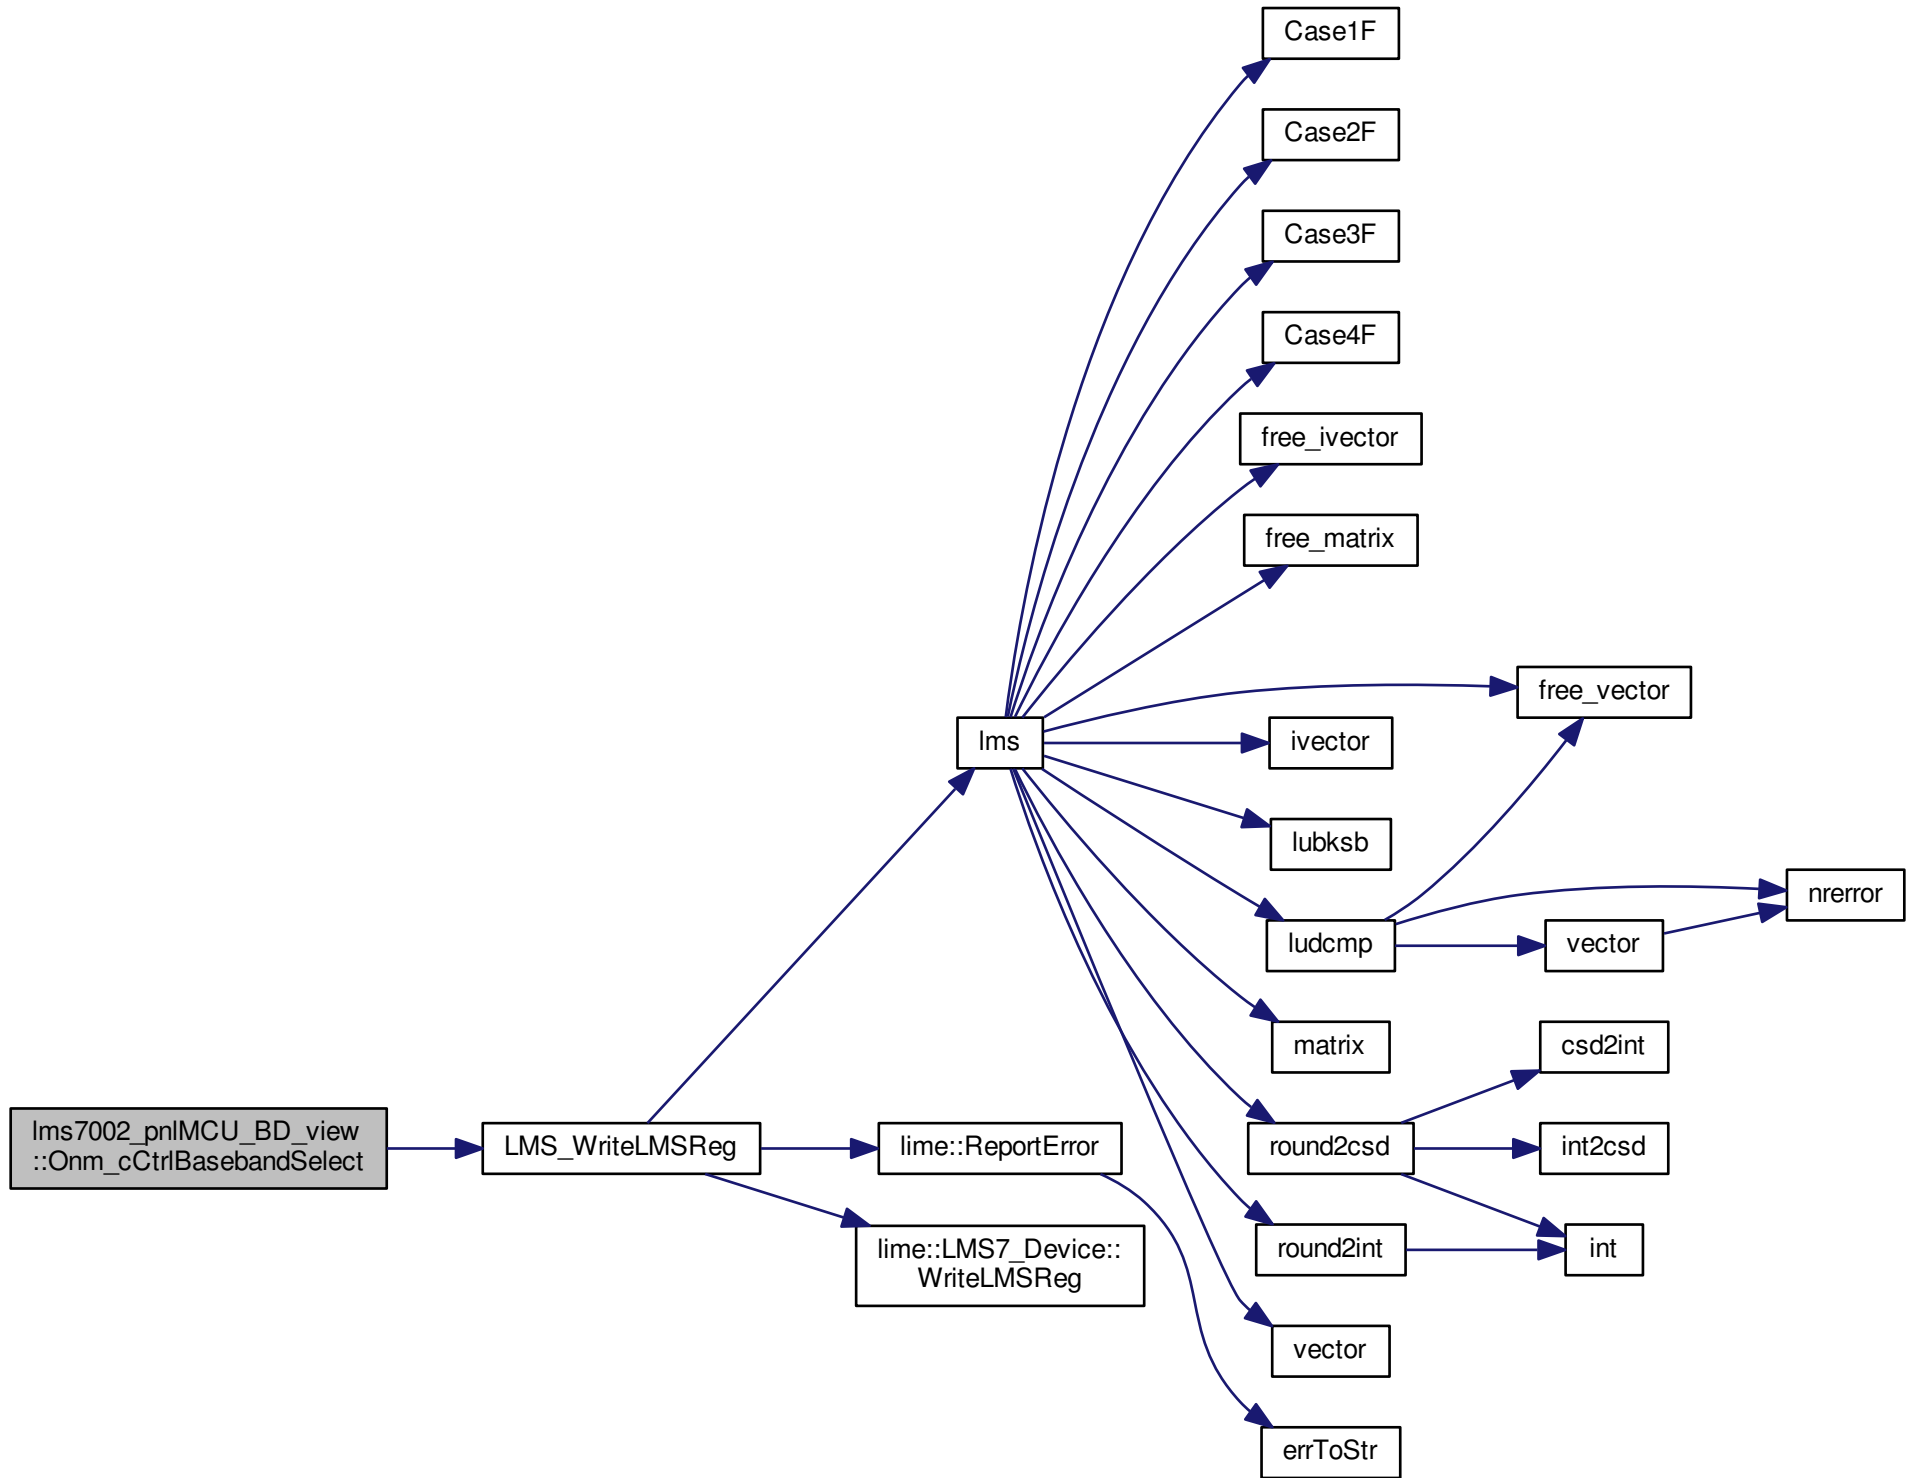 Case1F
Case2F
Case3F
Case4F
free_ivector
free_matrix
free_vector
lms
ivector
lubksb
nrerror
ludcmp
vector
matrix
csd2int
lms7002_pnlMCU_BD_view
::Onm_cCtrlBasebandSelect
LMS_WriteLMSReg
lime::ReportError
round2csd
int2csd
lime::LMS7_Device::
WriteLMSReg
round2int
int
vector
errToStr